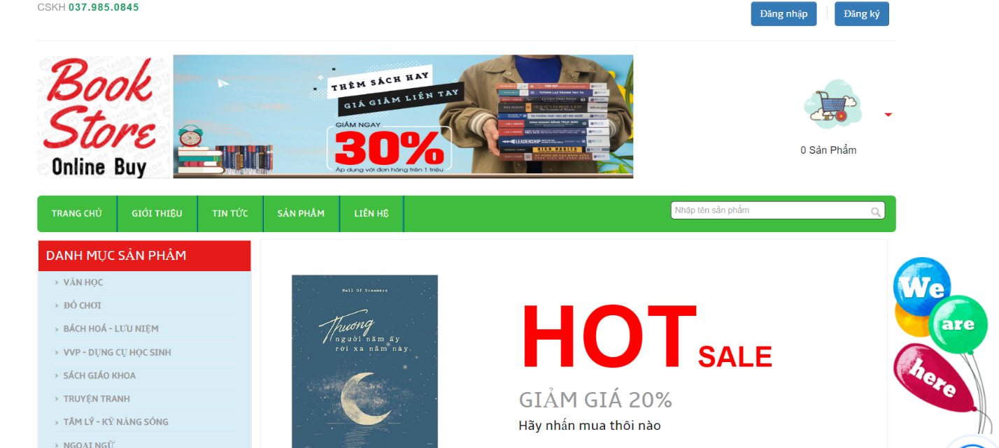 CSKH 037.985.0845
Đăng nhập
Đăng ký
Book
Store
Online Buy
THÊM SÁCH HAY
GIÁ GIẢM LIỀN TAY
GIẢM NGAY
30%
Áp dụng với đơn hàng trên 1 triệu
LEADERSHIP
RICH HABITS
0 Sản Phẩm
TRANG CHỦ
GIỚI THIỆU
TIN TỨC
SẢN PHẨM
LIÊN HỆ
Nhập tên sản phẩm
DANH MỤC SẢN PHẨM
VĂN HỌC
ĐỒ CHƠI
BÁCH HOÁ - LƯU NIỆM
VVP - DỤNG CỤ HỌC SINH
SÁCH GIÁO KHOA
TRUYỆN TRANH
TÂM LÝ - KỸ NĂNG SỐNG
NGOẠI NGỮ
Hall Of Dreamers
Thương
người năm ấy
rời xa năm này.
HOT SALE
GIẢM GIÁ 20%
Hãy nhấn mua thôi nào
We
are
here